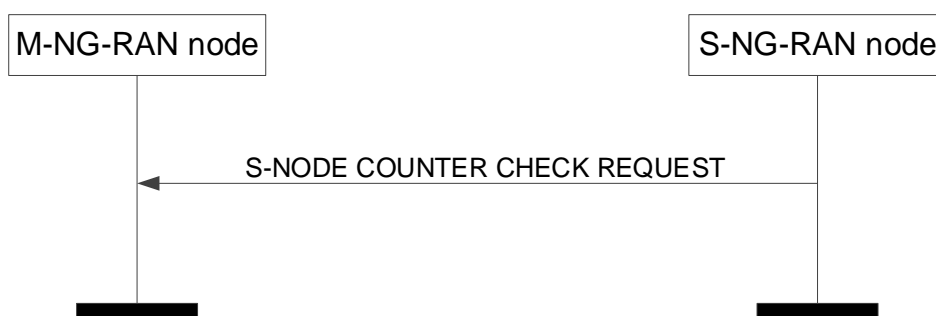 M-NG-RAN node
S-NG-RAN node
S-NODE COUNTER CHECK REQUEST